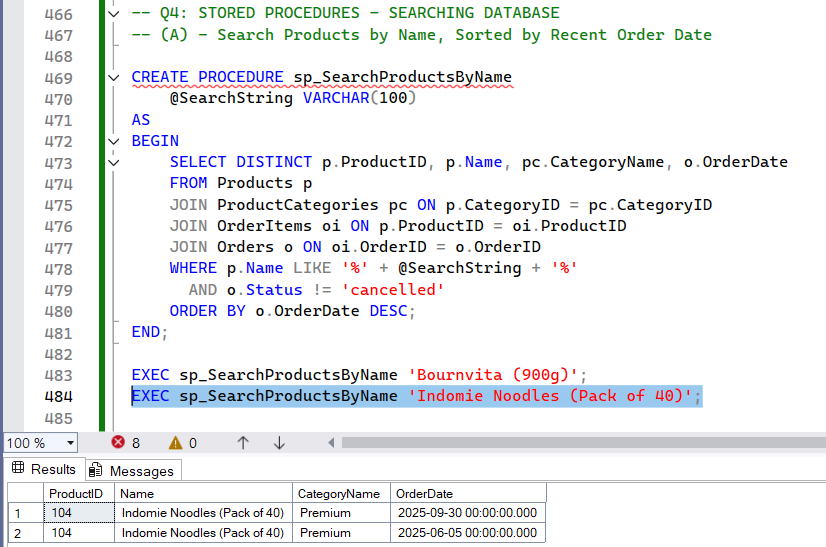 466 -- Q4: STORED PROCEDURES – SEARCHING DATABASE
467 -- (A) - Search Products by Name, Sorted by Recent Order Date
468
469 CREATE PROCEDURE sp_SearchProductsByName
470 @SearchString VARCHAR(100)
471 AS
472 BEGIN
473 SELECT DISTINCT p.ProductID, p.Name, pc.CategoryName, o.OrderDate
474 FROM Products p
475 JOIN ProductCategories pc ON p.CategoryID = pc.CategoryID
476 JOIN OrderItems oi ON p.ProductID = oi.ProductID
477 JOIN Orders o ON oi.OrderID = o.OrderID
478 WHERE p.Name LIKE '%' + @SearchString + '%'
479 AND o.Status != 'cancelled'
480 ORDER BY o.OrderDate DESC;
481 END;
482
483 EXEC sp_SearchProductsByName 'Bournvita (900g)';
484 EXEC sp_SearchProductsByName 'Indomie Noodles (Pack of 40)';
485
100 % 8 0
Results Messages
ProductID Name CategoryName OrderDate
1 104 Indomie Noodles (Pack of 40) Premium 2025-09-30 00:00:00.000
2 104 Indomie Noodles (Pack of 40) Premium 2025-06-05 00:00:00.000